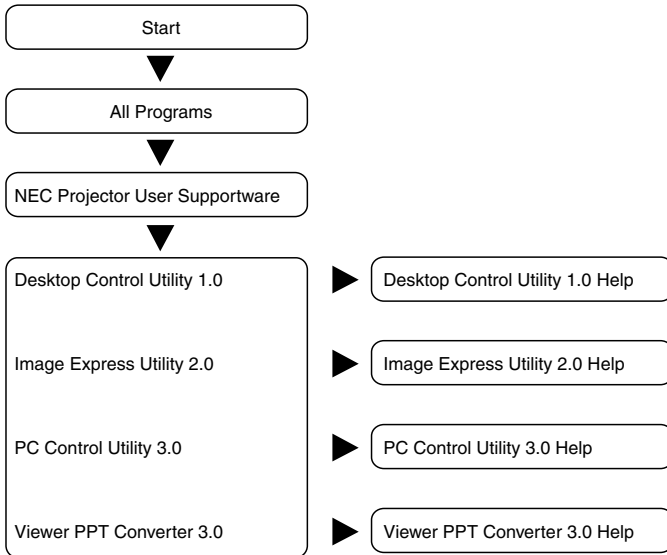 Start
All Programs
NEC Projector User Supportware
Desktop Control Utility 1.0
Desktop Control Utility 1.0 Help
Image Express Utility 2.0
Image Express Utility 2.0 Help
PC Control Utility 3.0
PC Control Utility 3.0 Help
Viewer PPT Converter 3.0
Viewer PPT Converter 3.0 Help